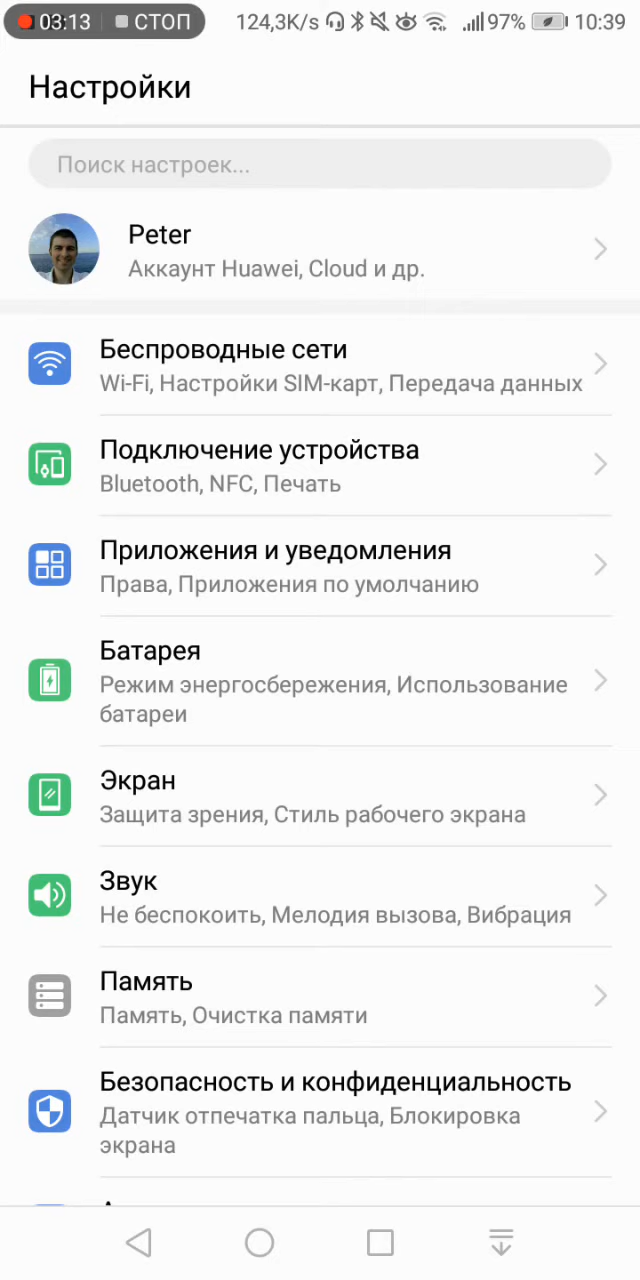 03:13 СТОП 124,3K/s 97% 10:39
Настройки
Поиск настроек...
Peter
Аккаунт Huawei, Cloud и др.
Беспроводные сети
Wi-Fi, Настройки SIM-карт, Передача данных
Подключение устройства
Bluetooth, NFC, Печать
Приложения и уведомления
Права, Приложения по умолчанию
Батарея
Режим энергосбережения, Использование
батареи
Экран
Защита зрения, Стиль рабочего экрана
Звук
Не беспокоить, Мелодия вызова, Вибрация
Память
Память, Очистка памяти
Безопасность и конфиденциальность
Датчик отпечатка пальца, Блокировка
экрана